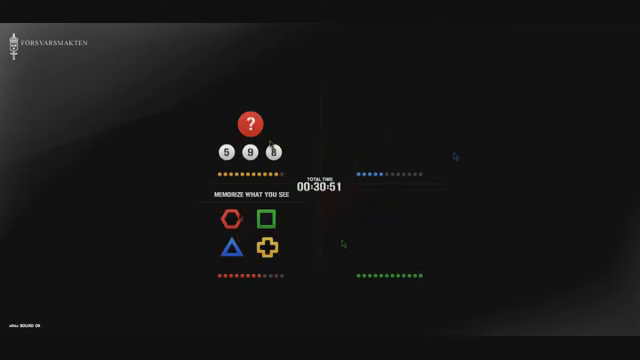 FÖRSVARSMAKTEN
?
5 9 8
TOTAL TIME
00:30:51
MEMORIZE WHAT YOU SEE
SOUND ON